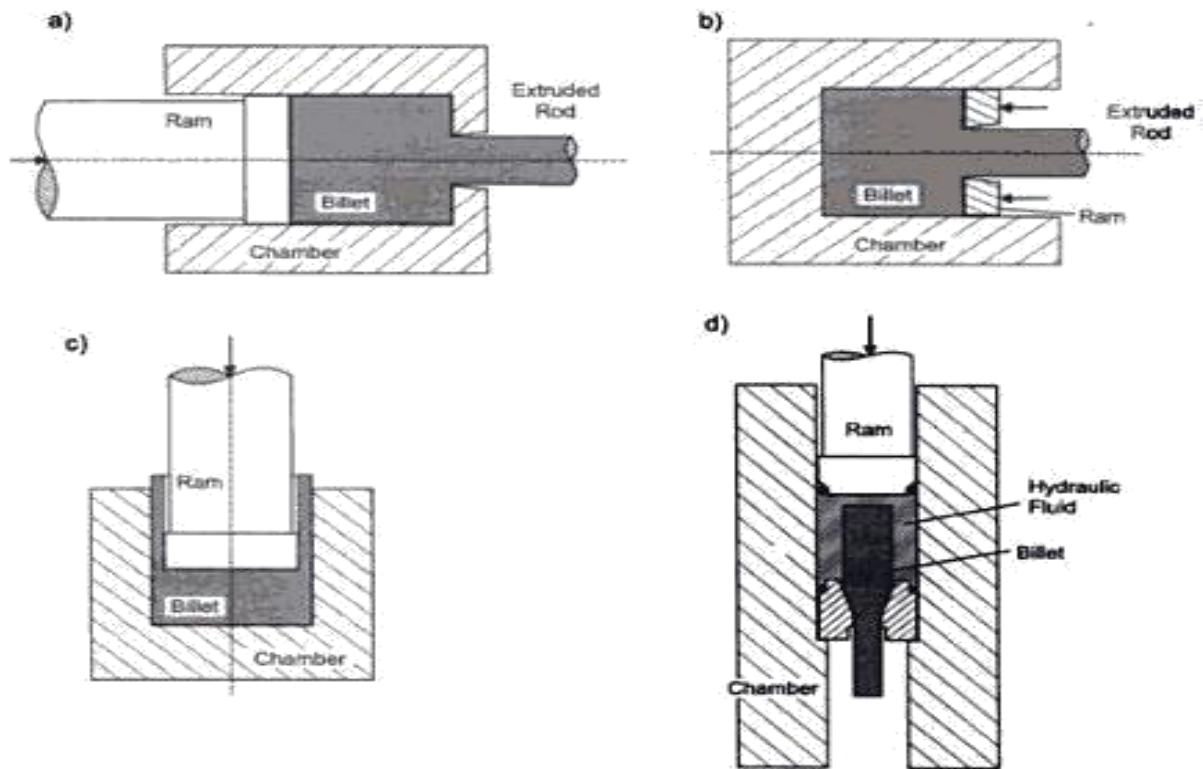 a)
Ram
Extruded
Rod
Billet
Chamber
b)
Extruded
Rod
Billet
Ram
Chamber
c)
Ram
Billet
Chamber
d)
Ram
Hydraulic
Fluid
Billet
Chamber